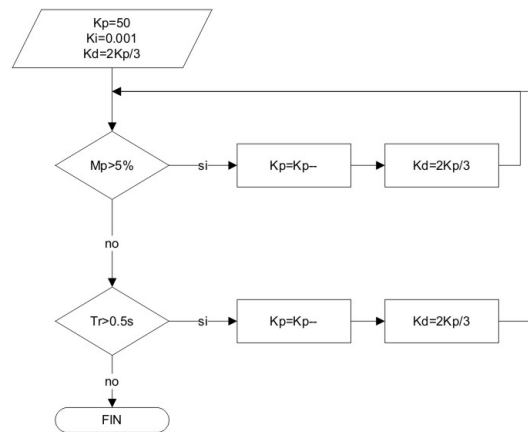 Kp=50
Ki=0.001
Kd=2Kp/3
Mp>5%
si
Kp=Kp--
Kd=2Kp/3
no
Tr>0.5s
si
Kp=Kp--
Kd=2Kp/3
no
FIN